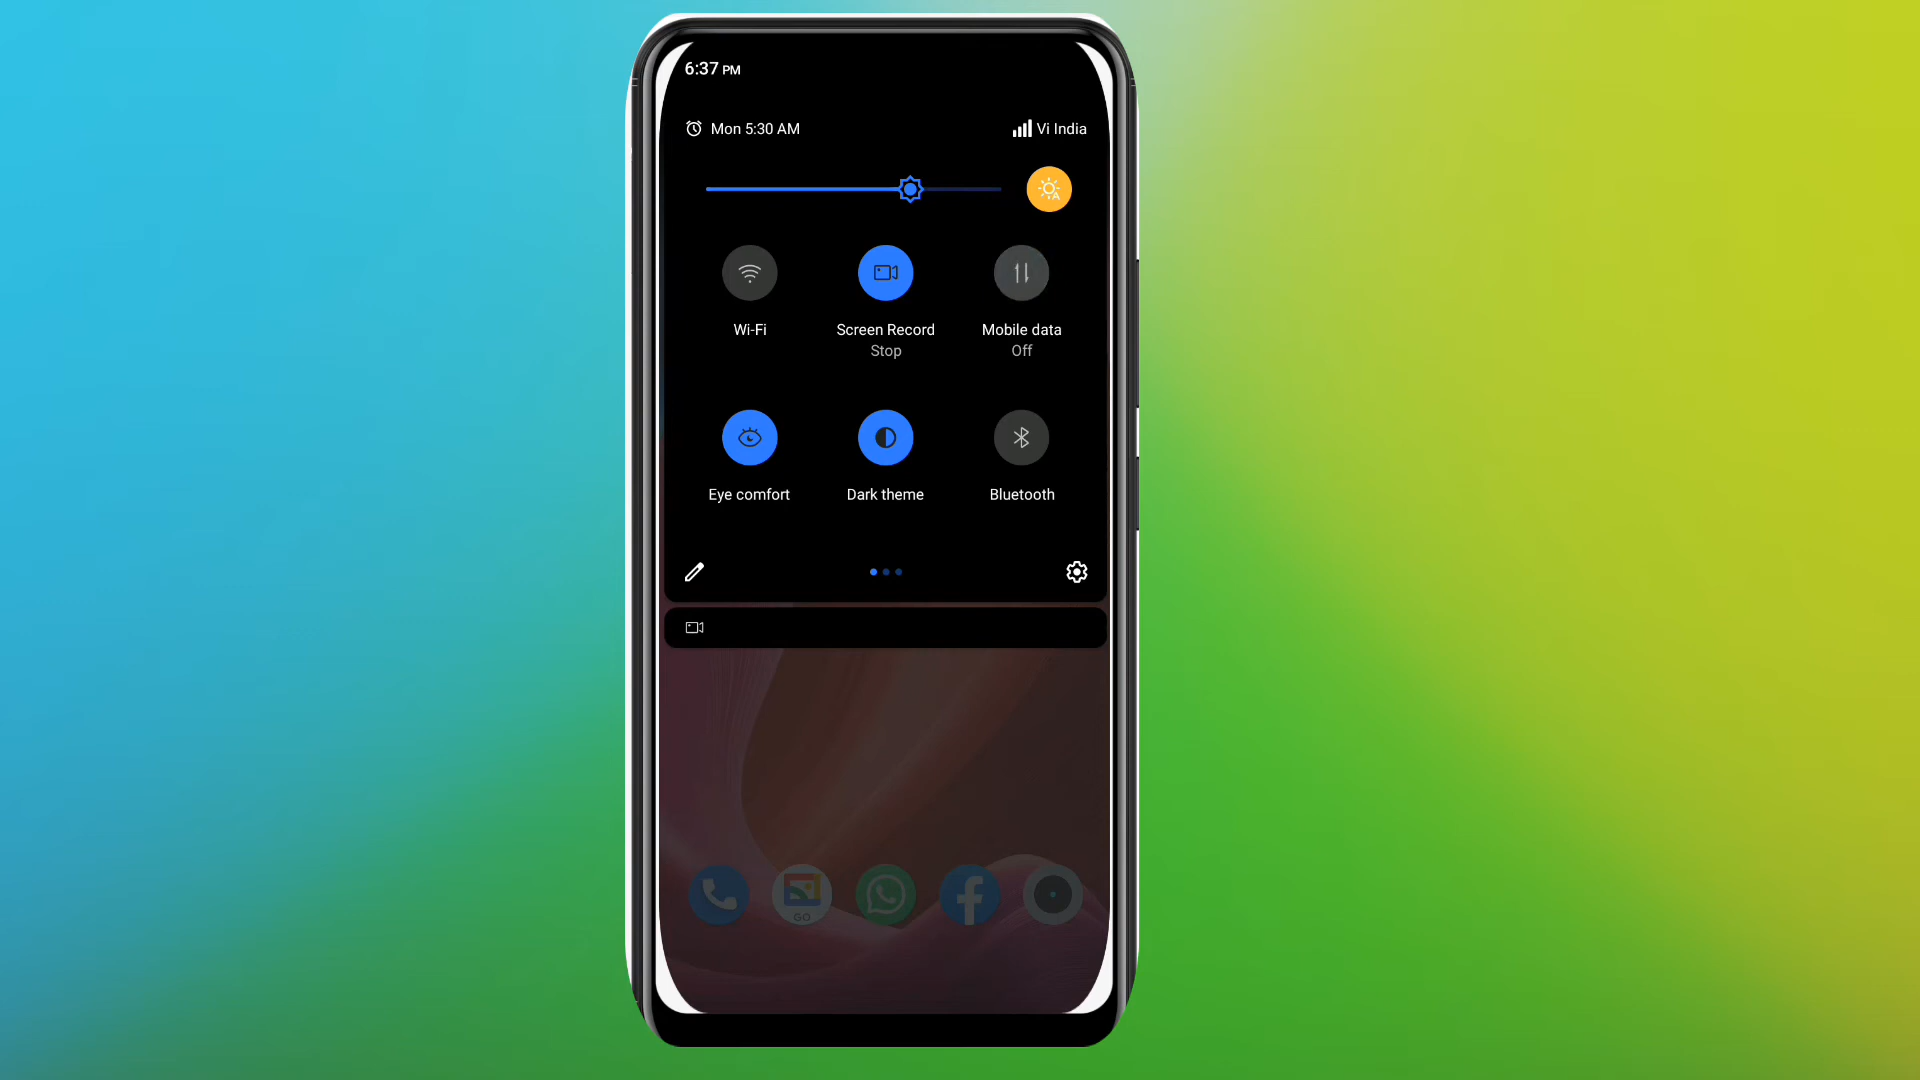 6:37 PM
Mon 5:30 AM
Vi India
Wi-Fi
Screen Record
Stop
Mobile data
Off
Eye comfort
Dark theme
Bluetooth
GO